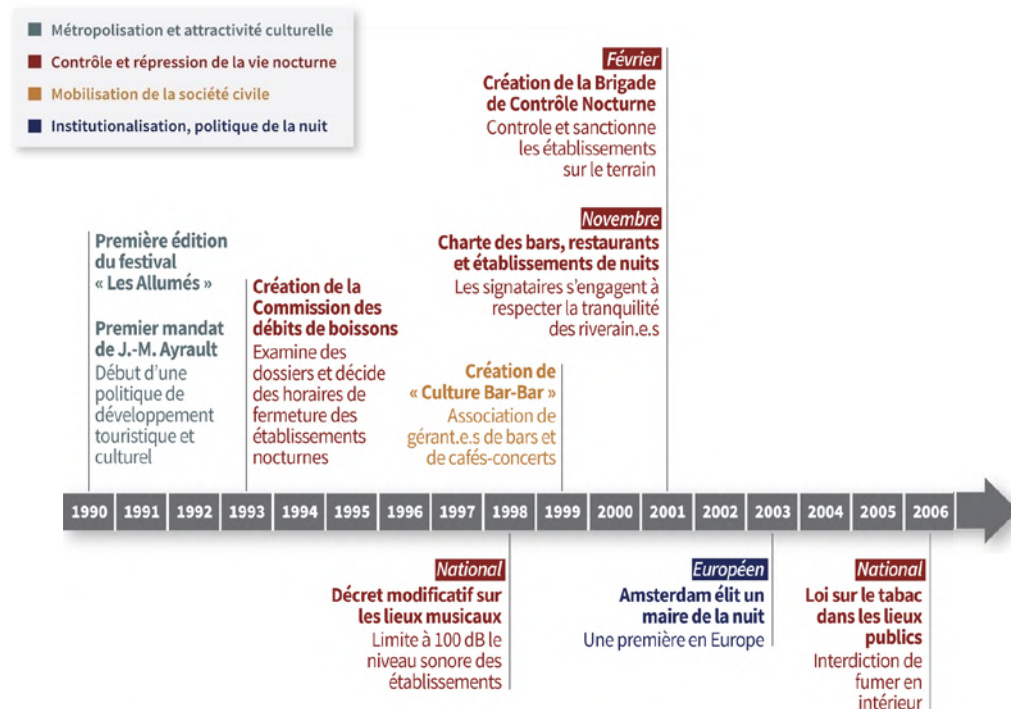 Métropolisation et attractivité culturelle
Contrôle et répression de la vie nocturne
Mobilisation de la société civile
Institutionalisation, politique de la nuit
Février
Création de la Brigade
de Contrôle Nocturne
Controle et sanctionne
les établissements
sur le terrain
Novembre
Charte des bars, restaurants
et établissements de nuits
Les signataires s'engagent à
respecter la tranquilité
des riverain.e.s
Première édition
du festival
« Les Allumés »
Premier mandat
de J.-M. Ayrault
Début d'une
politique de
développement
touristique et
culturel
Création de la
Commission des
débits de boissons
Examine des
dossiers et décide
des horaires de
fermeture des
établissements
nocturnes
Création de
« Culture Bar-Bar »
Association de
gérant.e.s de bars et
de cafés-concerts
1990 1991 1992 1993 1994 1995 1996 1997 1998 1999 2000 2001 2002 2003 2004 2005 2006
National
Décret modificatif sur
les lieux musicaux
Limite à 100 dB le
niveau sonore des
établissements
Européen
Amsterdam élit un
maire de la nuit
Une première en Europe
National
Loi sur le tabac
dans les lieux
publics
Interdiction de
fumer en
intérieur